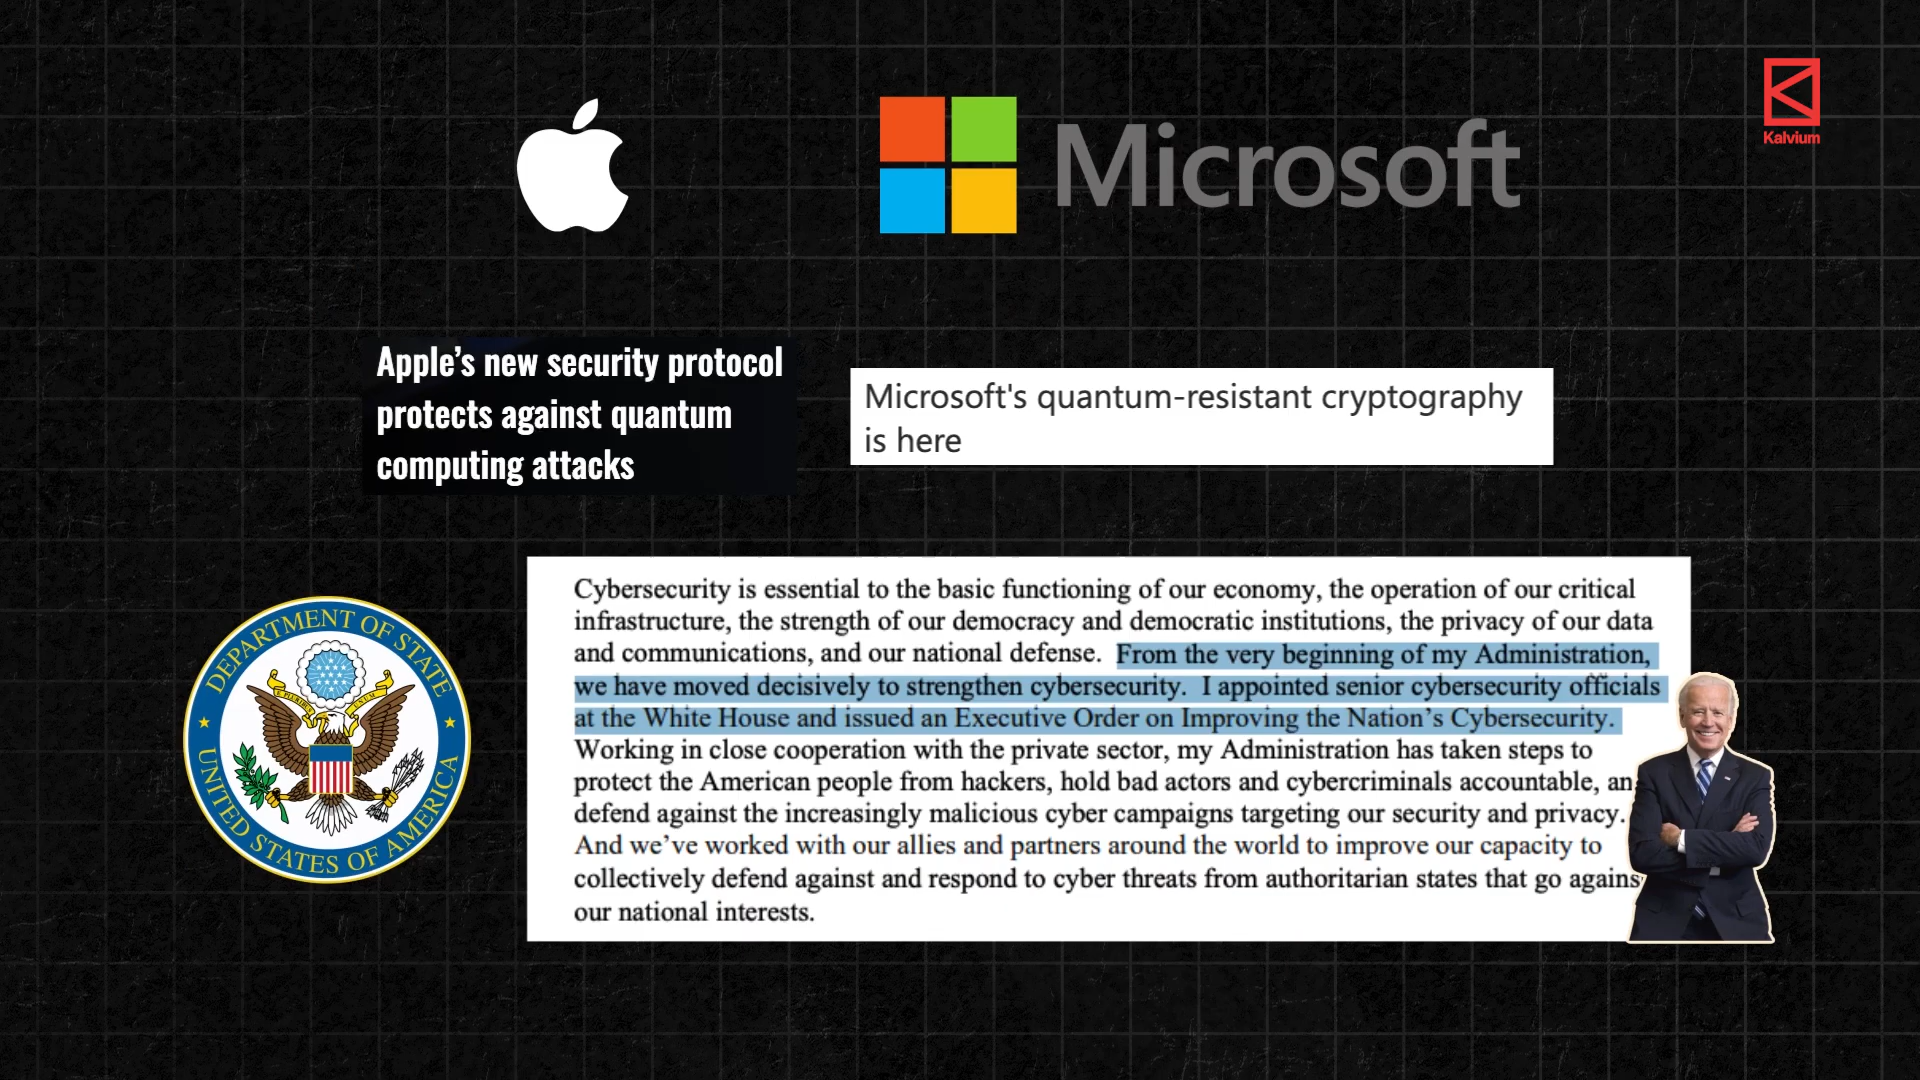 Microsoft
Kalvium
Apple's new security protocol
protects against quantum
computing attacks
Microsoft's quantum-resistant cryptography
is here
DEPARTMENT OF STATE
UNITED STATES OF AMERICA
Cybersecurity is essential to the basic functioning of our economy, the operation of our critical
infrastructure, the strength of our democracy and democratic institutions, the privacy of our data
and communications, and our national defense. From the very beginning of my Administration,
we have moved decisively to strengthen cybersecurity. I appointed senior cybersecurity officials
at the White House and issued an Executive Order on Improving the Nation's Cybersecurity.
Working in close cooperation with the private sector, my Administration has taken steps to
protect the American people from hackers, hold bad actors and cybercriminals accountable, an
defend against the increasingly malicious cyber campaigns targeting our security and privacy.
And we've worked with our allies and partners around the world to improve our capacity to
collectively defend against and respond to cyber threats from authoritarian states that go agains
our national interests.